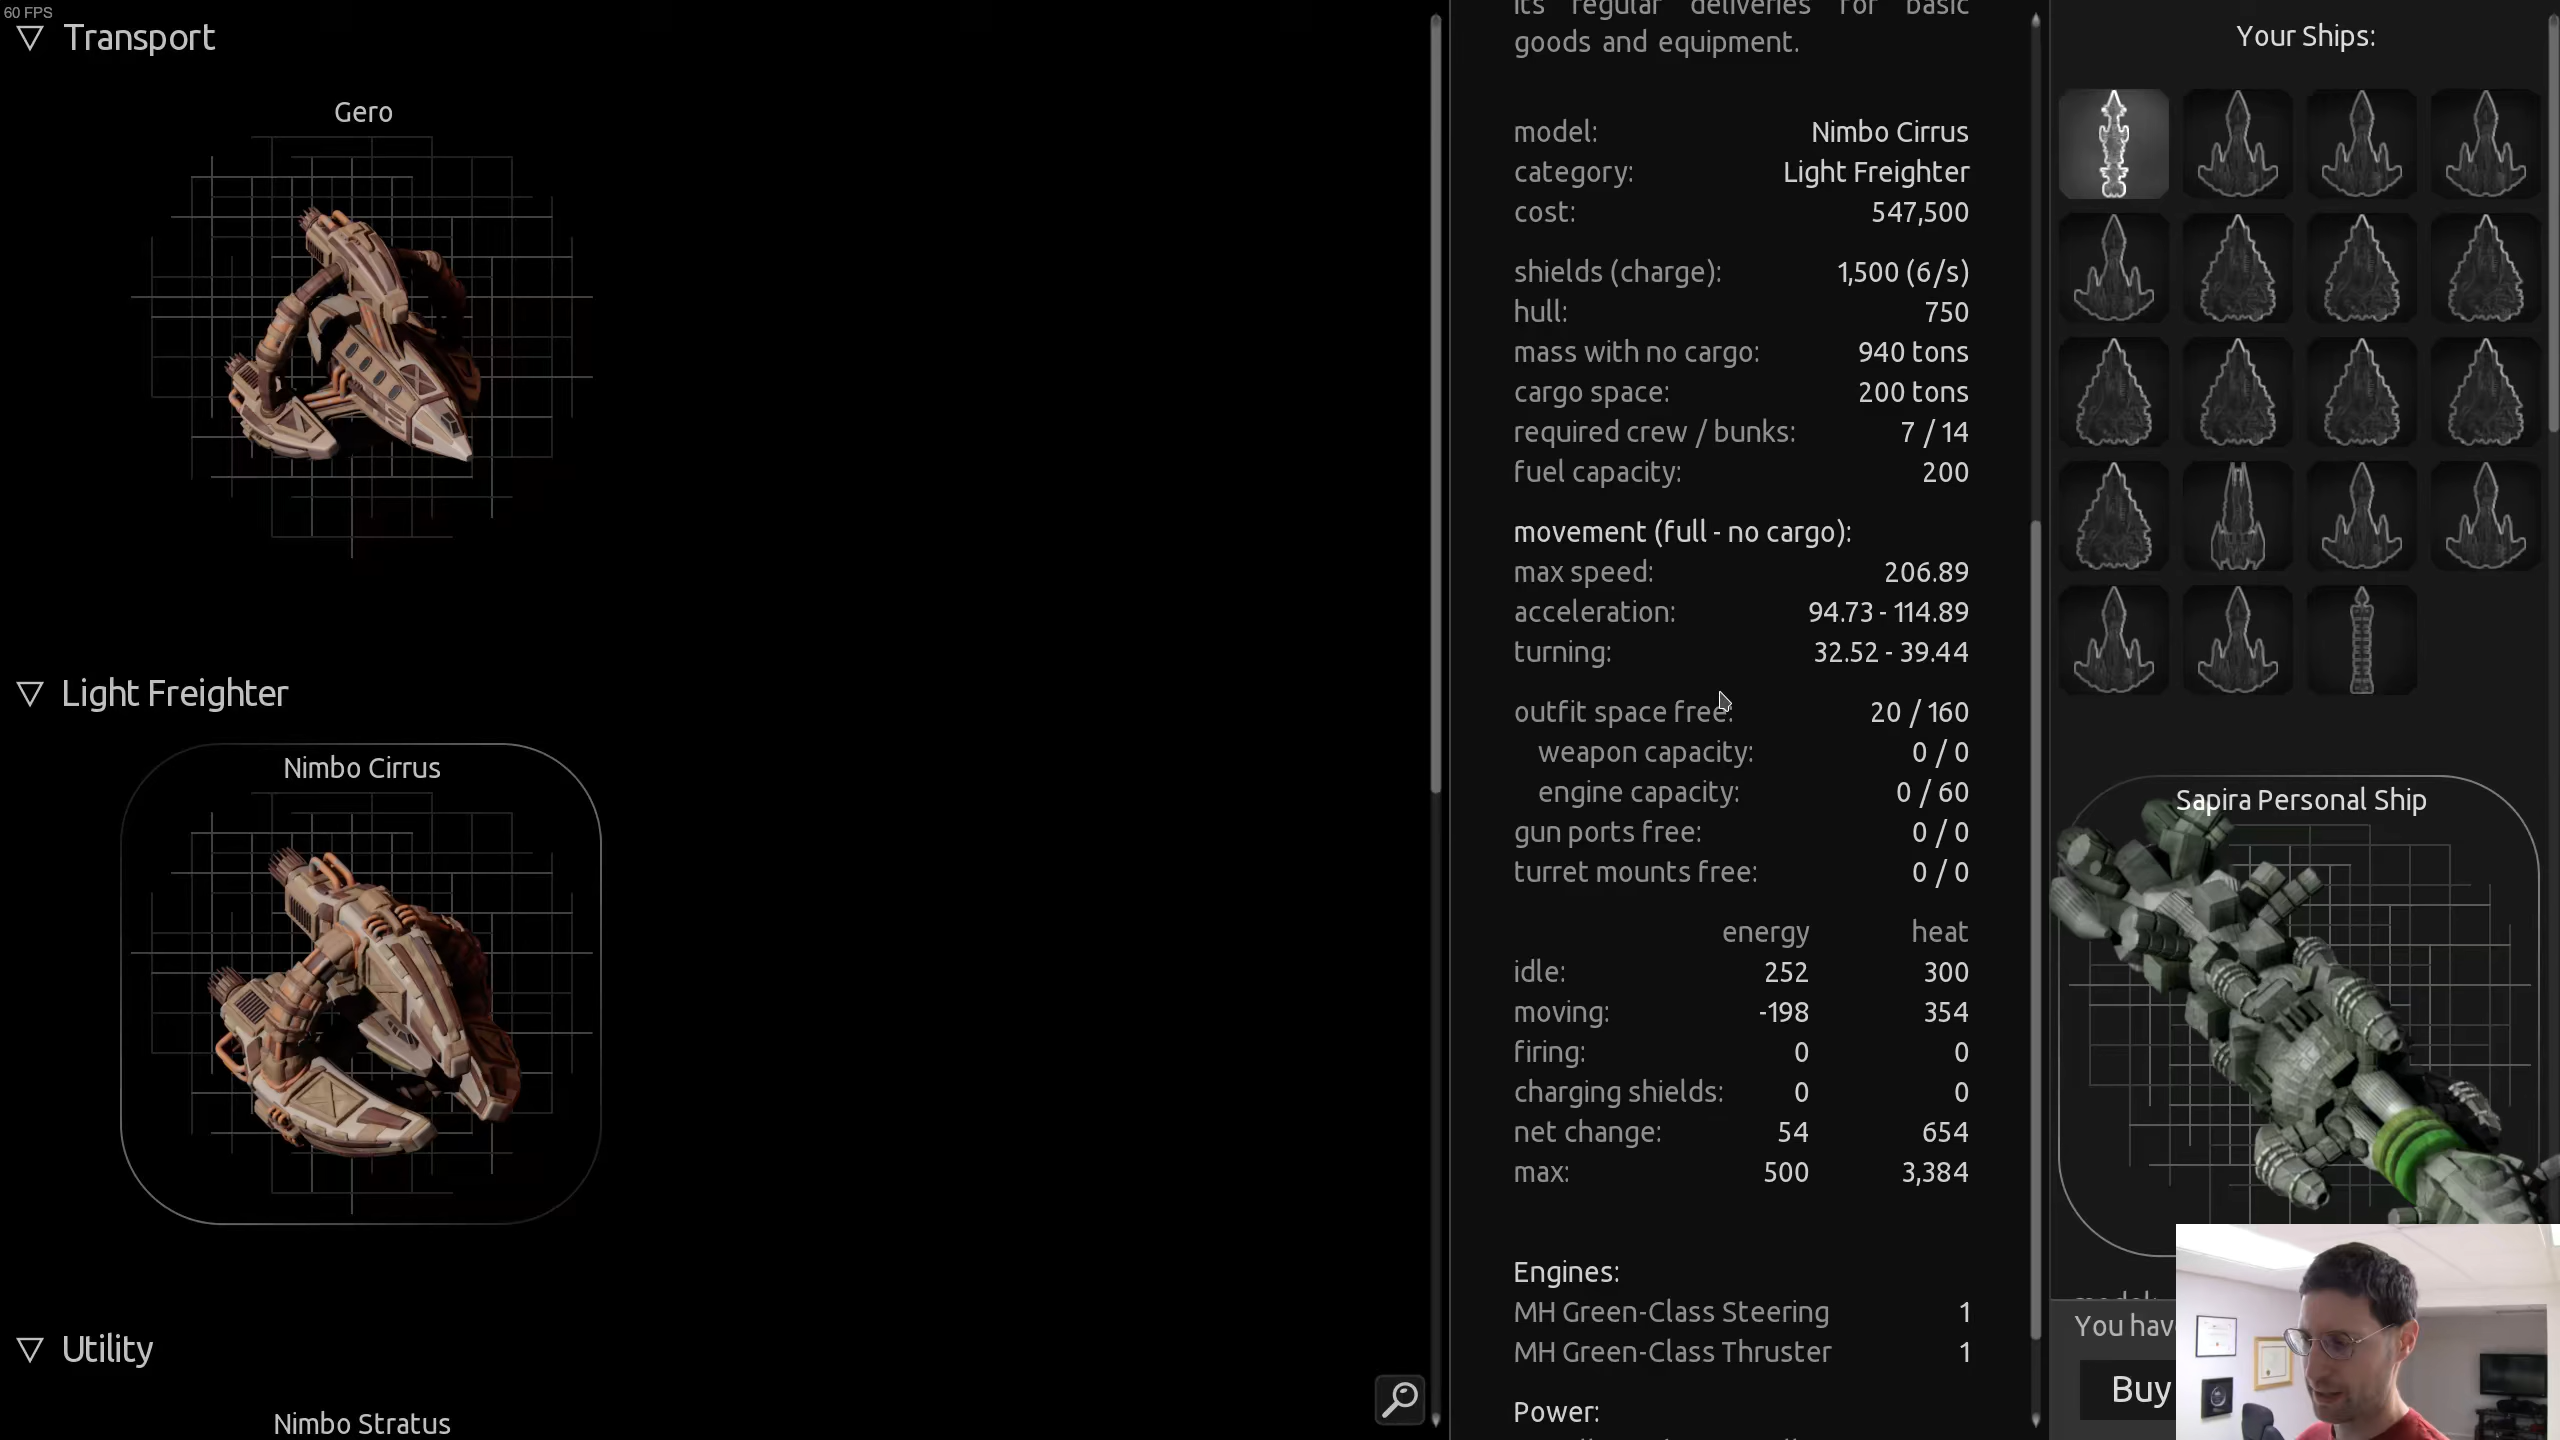 60 FPS
Transport
Gero
Light Freighter
Nimbo Cirrus
Utility
Nimbo Stratus
its regular deliveries for basic
goods and equipment.
model: Nimbo Cirrus
category: Light Freighter
cost: 547,500
shields (charge): 1,500 (6/s)
hull: 750
mass with no cargo: 940 tons
cargo space: 200 tons
required crew / bunks: 7 / 14
fuel capacity: 200
movement (full - no cargo):
max speed: 206.89
acceleration: 94.73 - 114.89
turning: 32.52 - 39.44
outfit space free: 20 / 160
weapon capacity: 0 / 0
engine capacity: 0 / 60
gun ports free: 0 / 0
turret mounts free: 0 / 0
energy heat
idle: 252 300
moving: -198 354
firing: 0 0
charging shields: 0 0
net change: 54 654
max: 500 3,384
Engines:
MH Green-Class Steering 1
MH Green-Class Thruster 1
Power:
Your Ships:
Sapira Personal Ship
You hav
Buy